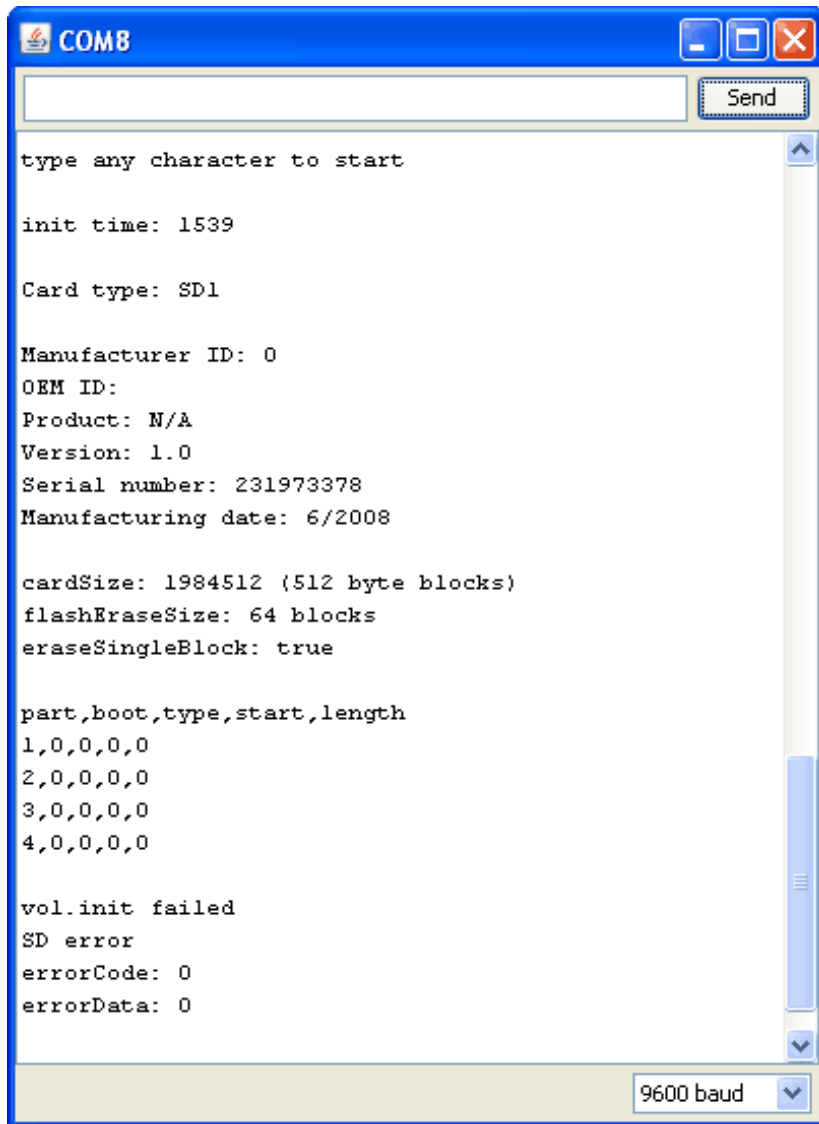 COM8
Send
type any character to start
init time: 1539
Card type: SD1
Manufacturer ID: 0
OEM ID:
Product: N/A
Version: 1.0
Serial number: 231973378
Manufacturing date: 6/2008
cardSize: 1984512 (512 byte blocks)
flashEraseSize: 64 blocks
eraseSingleBlock: true
part,boot,type,start,length
1,0,0,0,0
2,0,0,0,0
3,0,0,0,0
4,0,0,0,0
vol.init failed
SD error
errorCode: 0
errorData: 0
9600 baud